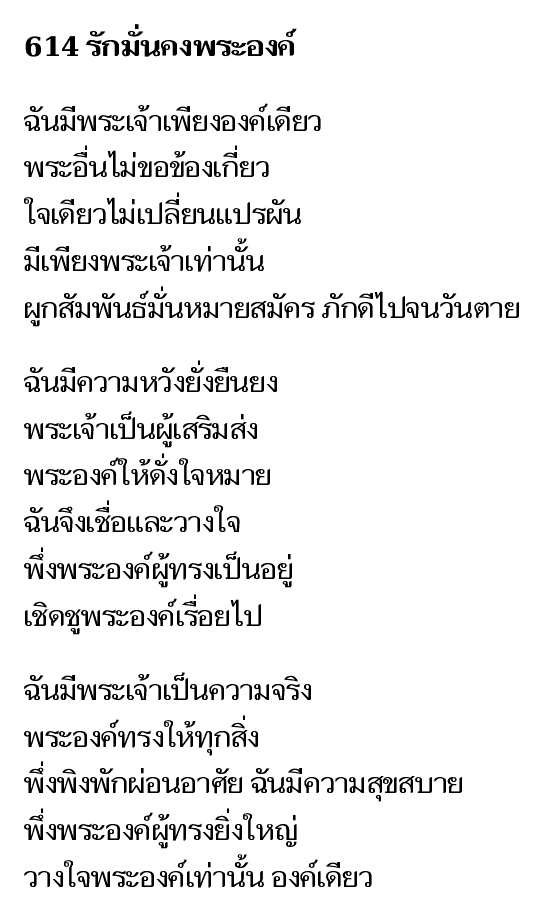 614 รักมั่นคงพระองค์
ฉันมีพระเจ้าเพียงองค์เดียว
พระอื่นไม่ขอข้องเกี่ยว
ใจเดียวไม่เปลี่ยนแปรผัน
มีเพียงพระเจ้าเท่านั้น
ผูกสัมพันธ์มั่นหมายสมัคร ภักดีไปจนวันตาย
ฉันมีความหวังยั่งยืนยง
พระเจ้าเป็นผู้เสริมส่ง
พระองค์ให้ดั่งใจหมาย
ฉันจึงเชื่อและวางใจ
พึ่งพระองค์ผู้ทรงเป็นอยู่
เชิดชูพระองค์เรื่อยไป
ฉันมีพระเจ้าเป็นความจริง
พระองค์ทรงให้ทุกสิ่ง
พึ่งพิงพักผ่อนอาศัย ฉันมีความสุขสบาย
พึ่งพระองค์ผู้ทรงยิ่งใหญ่
วางใจพระองค์เท่านั้น องค์เดียว